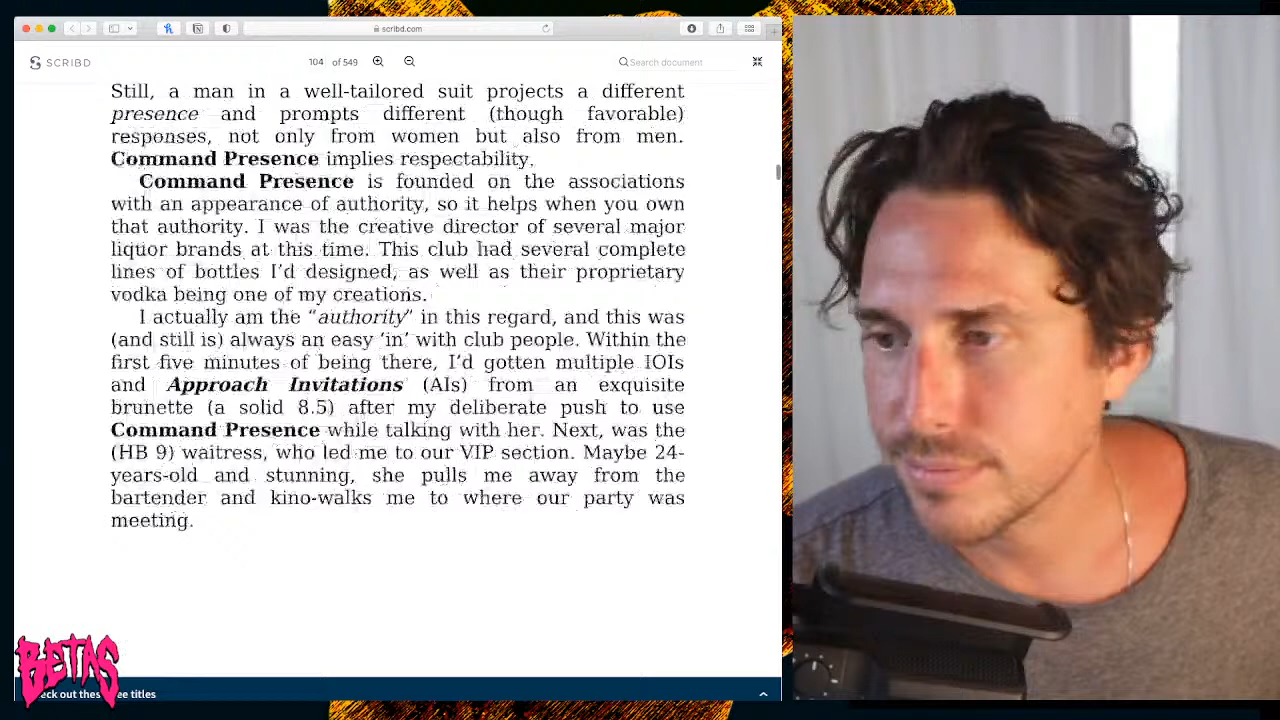 scribd.com
SCRIBD
104 of 549
Search document
Still, a man in a well-tailored suit projects a different
presence and prompts different (though favorable)
responses, not only from women but also from men.
Command Presence implies respectability.
Command Presence is founded on the associations
with an appearance of authority, so it helps when you own
that authority. I was the creative director of several major
liquor brands at this time. This club had several complete
lines of bottles I’d designed, as well as their proprietary
vodka being one of my creations.
I actually am the “authority” in this regard, and this was
(and still is) always an easy ‘in’ with club people. Within the
first five minutes of being there, I’d gotten multiple IOIs
and Approach Invitations (AIs) from an exquisite
brunette (a solid 8.5) after my deliberate push to use
Command Presence while talking with her. Next, was the
(HB 9) waitress, who led me to our VIP section. Maybe 24-
years-old and stunning, she pulls me away from the
bartender and kino-walks me to where our party was
meeting.
BETAS
titles